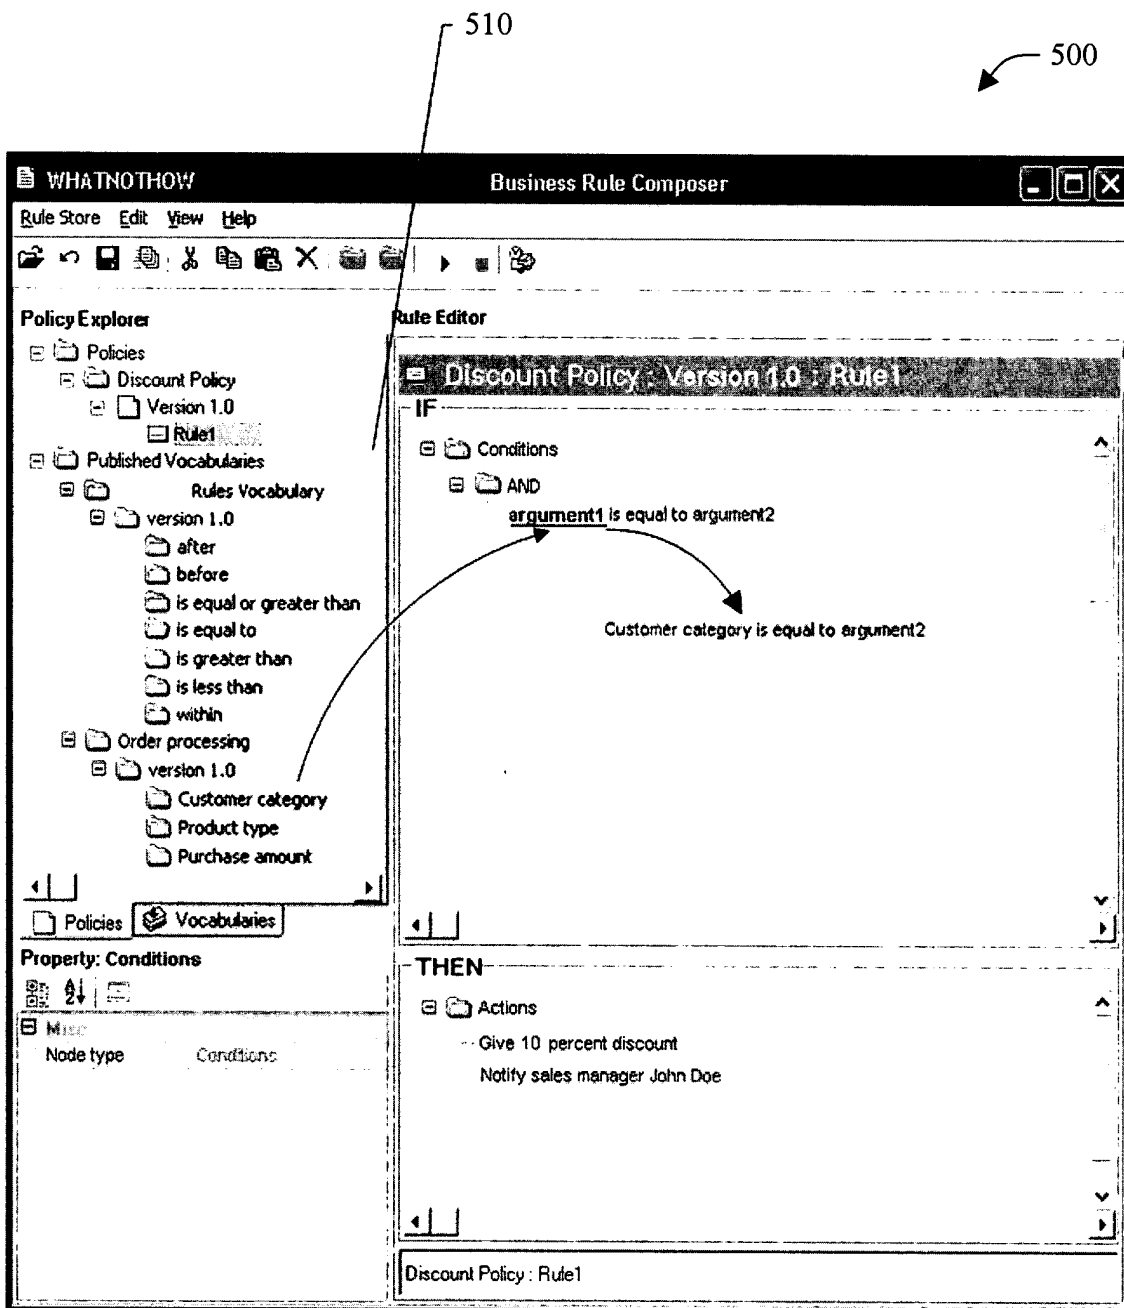 510
500
WHATNOTHOW Business Rule Composer
Rule Store Edit View Help
Policy Explorer
Policies
Discount Policy
Version 1.0
Rule1
Published Vocabularies
Rules Vocabulary
version 1.0
after
before
is equal or greater than
is equal to
is greater than
is less than
within
Order processing
version 1.0
Customer category
Product type
Purchase amount
Policies Vocabularies
Property: Conditions
Misc
Node type Conditions
Rule Editor
Discount Policy : Version 1.0 : Rule1
IF
Conditions
AND
argument1 is equal to argument2
Customer category is equal to argument2
THEN
Actions
Give 10 percent discount
Notify sales manager John Doe
Discount Policy : Rule1